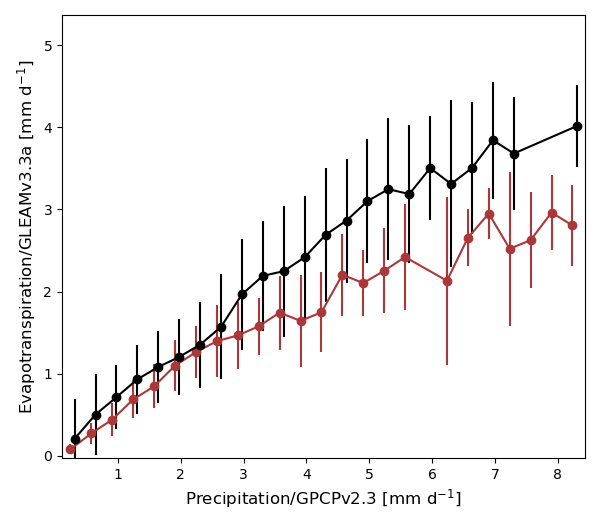 5
4
3
2
1
0
1 2 3 4 5 6 7 8
Evapotranspiration/GLEAMv3.3a [mm d⁻¹]
Precipitation/GPCPv2.3 [mm d⁻¹]